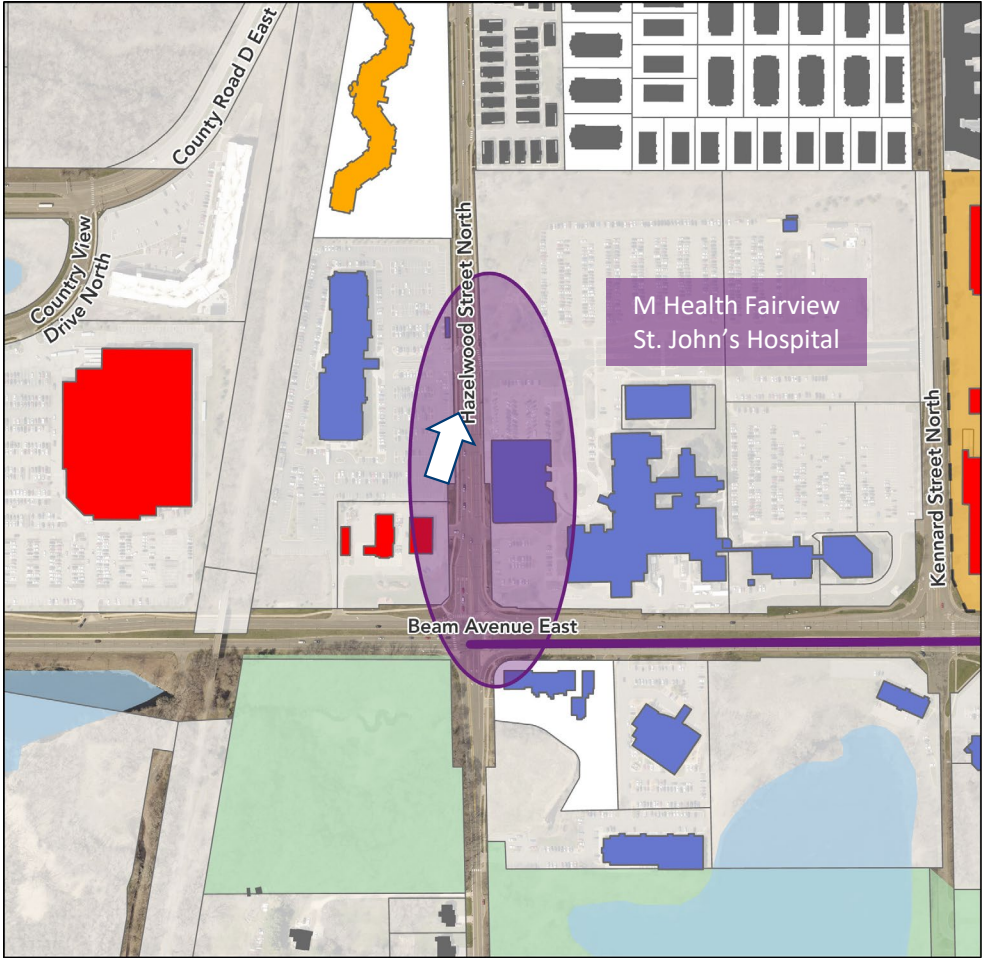 County Road D East
Country View
Drive North
Hazelwood Street North
M Health Fairview
St. John's Hospital
Kennard Street North
Beam Avenue East